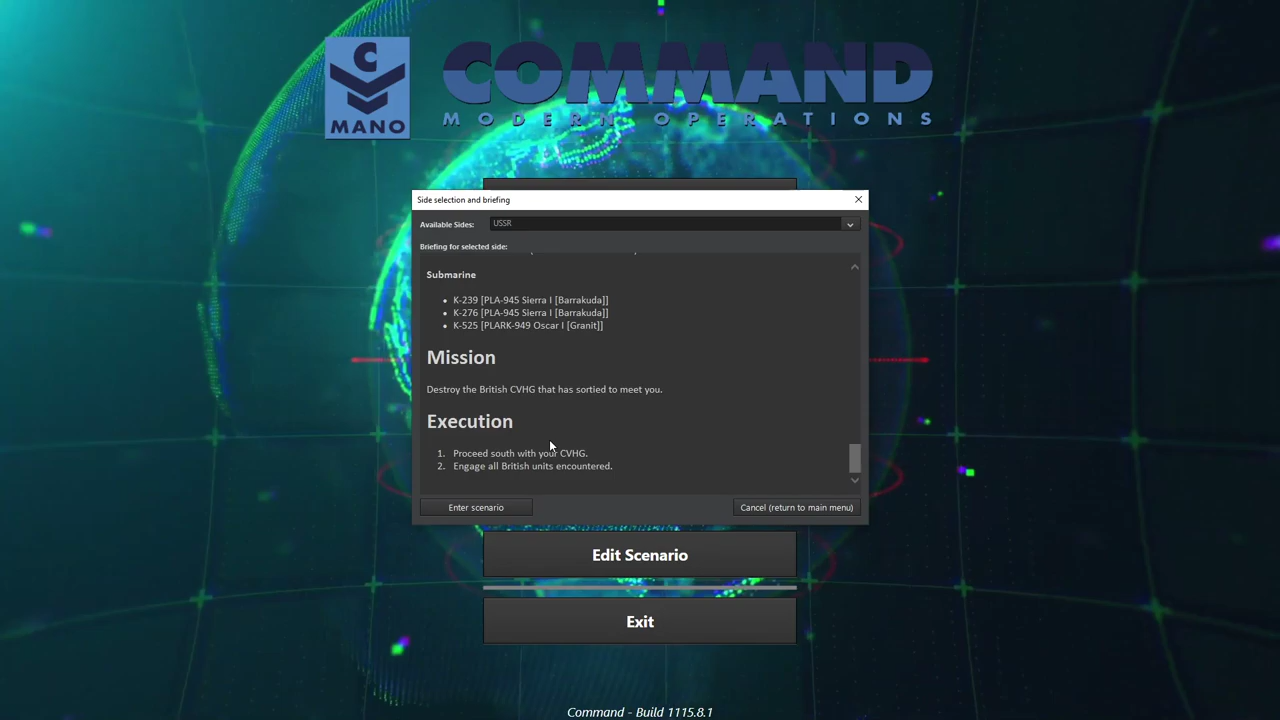 C
MANO
COMMAND
MODERN OPERATIONS
Side selection and briefing
Available Sides: USSR
Briefing for selected side:
Submarine
• K-239 [PLA-945 Sierra I [Barrakuda]]
• K-276 [PLA-945 Sierra I [Barrakuda]]
• K-525 [PLARK-949 Oscar I [Granit]]
Mission
Destroy the British CVHG that has sortied to meet you.
Execution
1. Proceed south with your CVHG.
2. Engage all British units encountered.
Enter scenario
Cancel (return to main menu)
Edit Scenario
Exit
Command - Build 1115.8.1